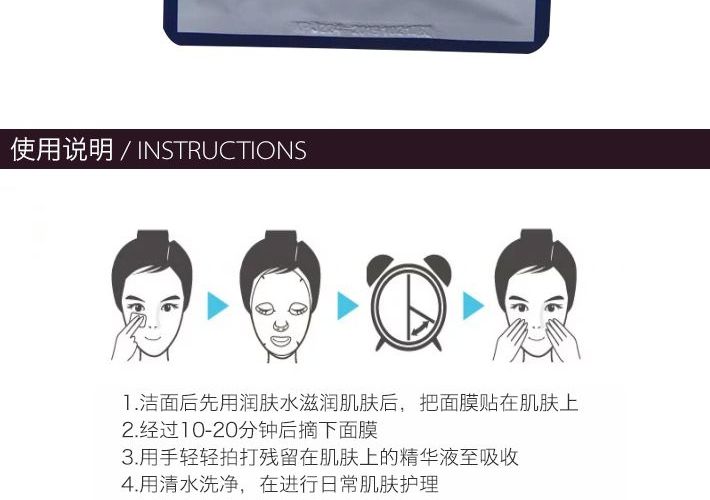 使用说明 / INSTRUCTIONS
1.洁面后先用润肤水滋润肌肤后，把面膜贴在肌肤上
2.经过10-20分钟后摘下面膜
3.用手轻轻拍打残留在肌肤上的精华液至吸收
4.用清水洗净，在进行日常肌肤护理